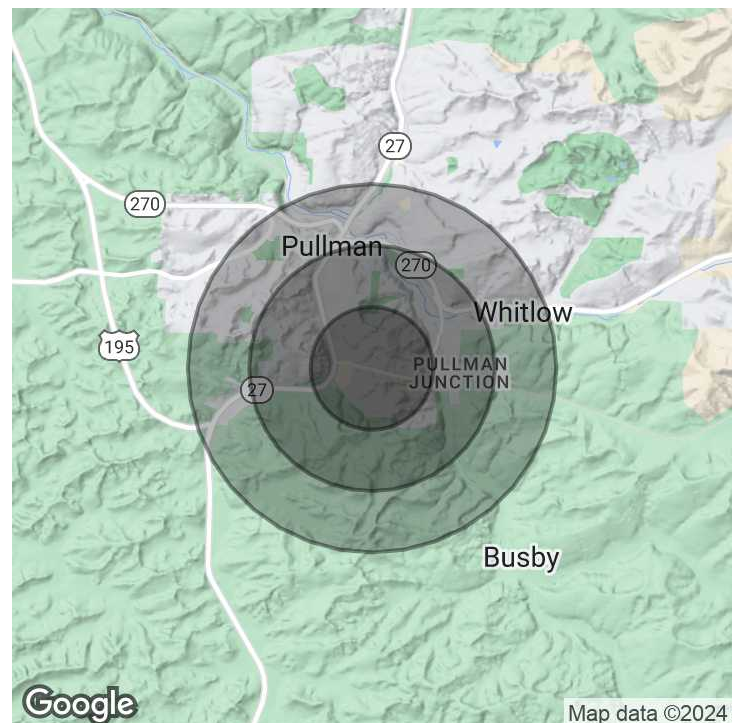 27
270
Pullman
270
Whitlow
195
PULLMAN
JUNCTION
27
Busby
Google
Map data ©2024